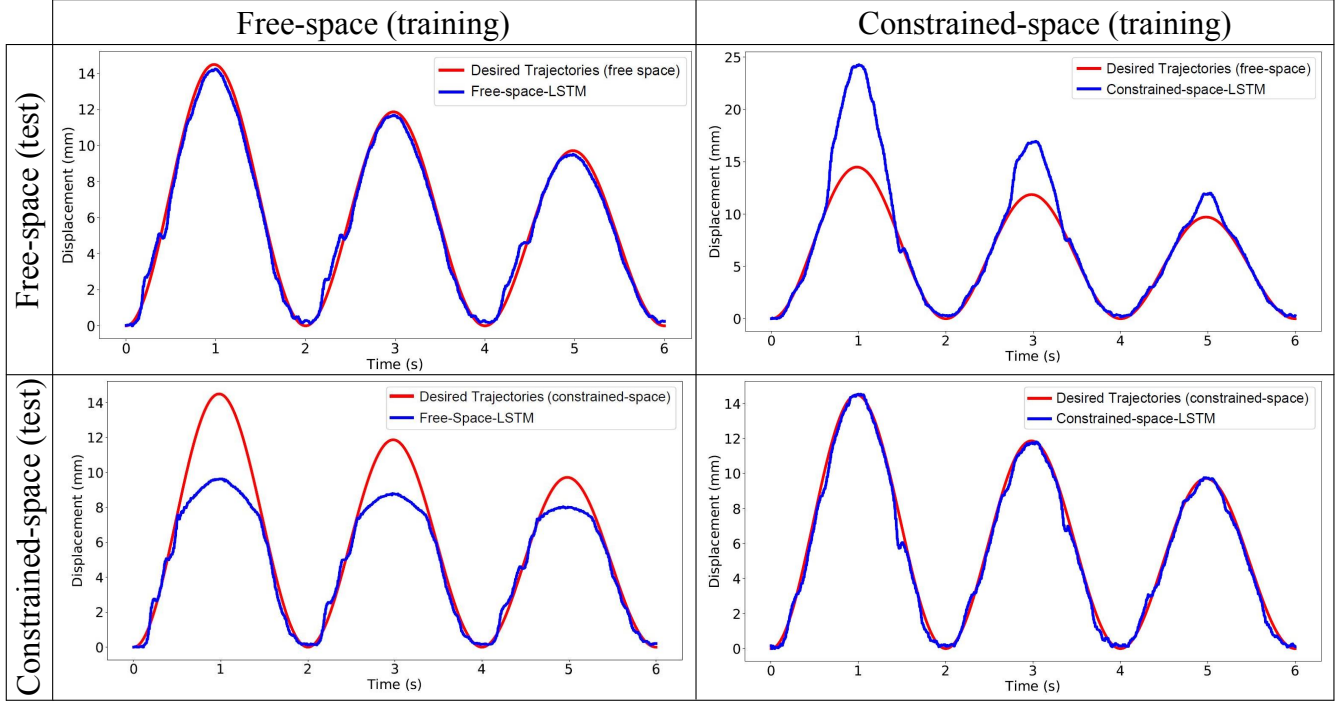 Free-space (training)
Constrained-space (training)
Free-space (test)
Displacement (mm)
14
12
10
8
6
4
2
0
Desired Trajectories (free space)
Free-space-LSTM
0 1 2 3 4 5 6
Time (s)
Displacement (mm)
25
20
15
10
5
0
Desired Trajectories (free-space)
Constrained-space-LSTM
0 1 2 3 4 5 6
Time (s)
Constrained-space (test)
Displacement (mm)
14
12
10
8
6
4
2
0
Desired Trajectories (constrained-space)
Free-Space-LSTM
0 1 2 3 4 5 6
Time (s)
Displacement (mm)
14
12
10
8
6
4
2
0
Desired Trajectories (constrained-space)
Constrained-space-LSTM
0 1 2 3 4 5 6
Time (s)